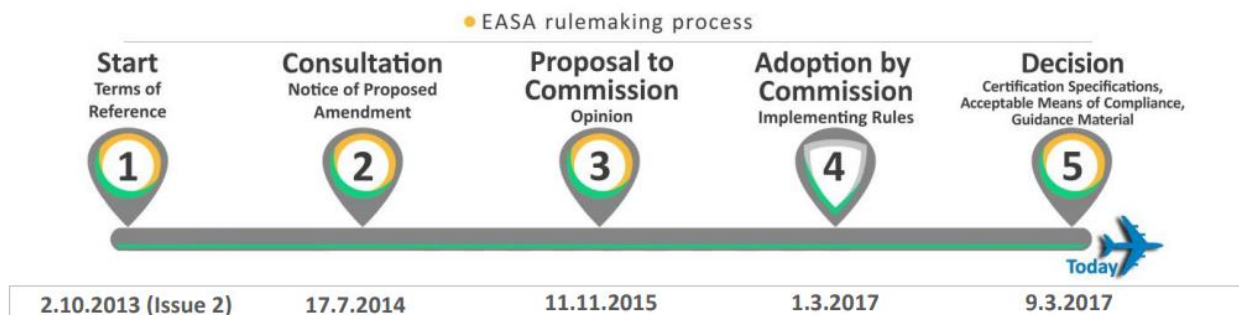 EASA rulemaking process
Start
Terms of
Reference
Consultation
Notice of Proposed
Amendment
Proposal to
Commission
Opinion
Adoption by
Commission
Implementing Rules
Decision
Certification Specifications,
Acceptable Means of Compliance,
Guidance Material
1
2
3
4
5
Today
2.10.2013 (Issue 2)
17.7.2014
11.11.2015
1.3.2017
9.3.2017